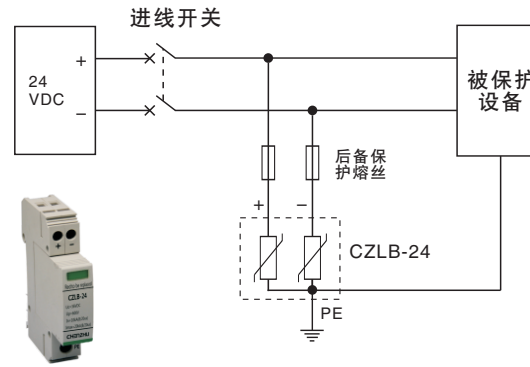 进线开关
+
24
VDC
−
被保护
设备
后备保
护熔丝
+ −
CZLB-24
PE
+ −
CZLB-24
CHENZHU